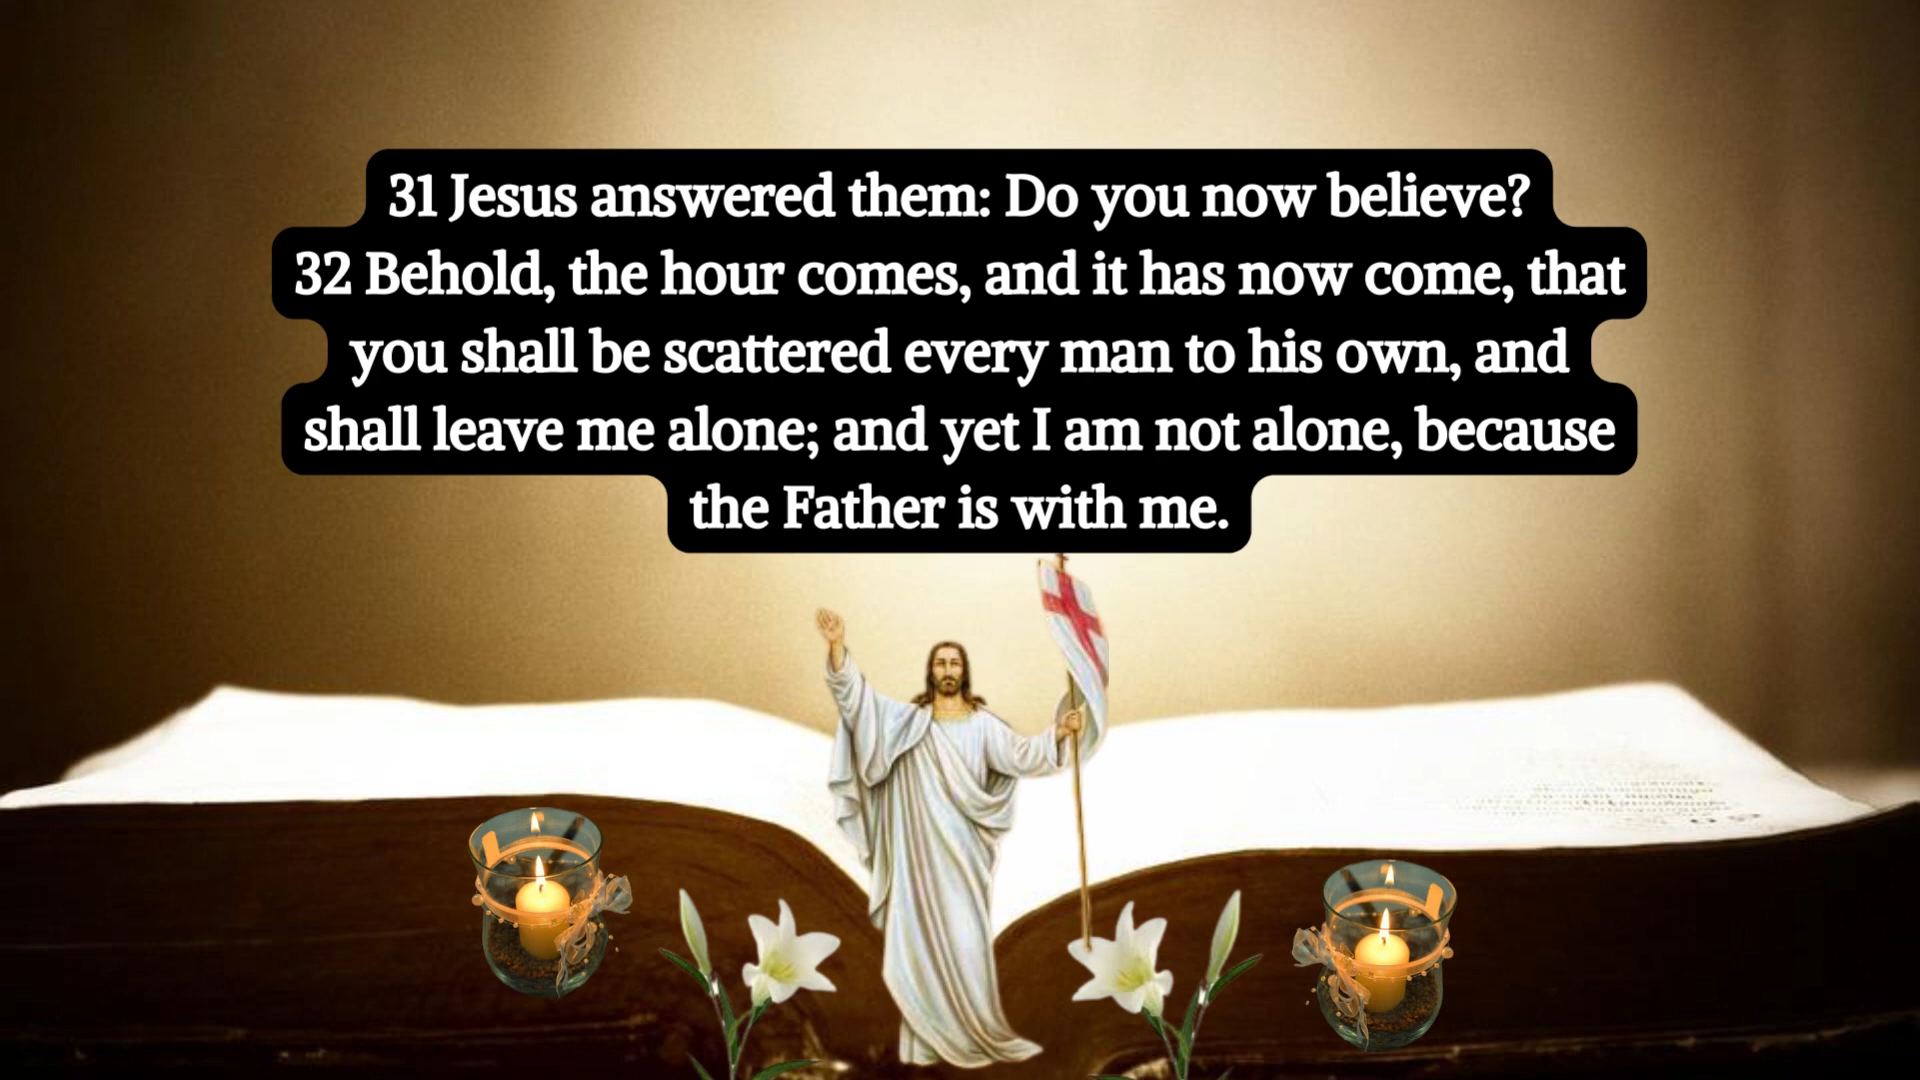 31 Jesus answered them: Do you now believe?
32 Behold, the hour comes, and it has now come, that
you shall be scattered every man to his own, and
shall leave me alone; and yet I am not alone, because
the Father is with me.